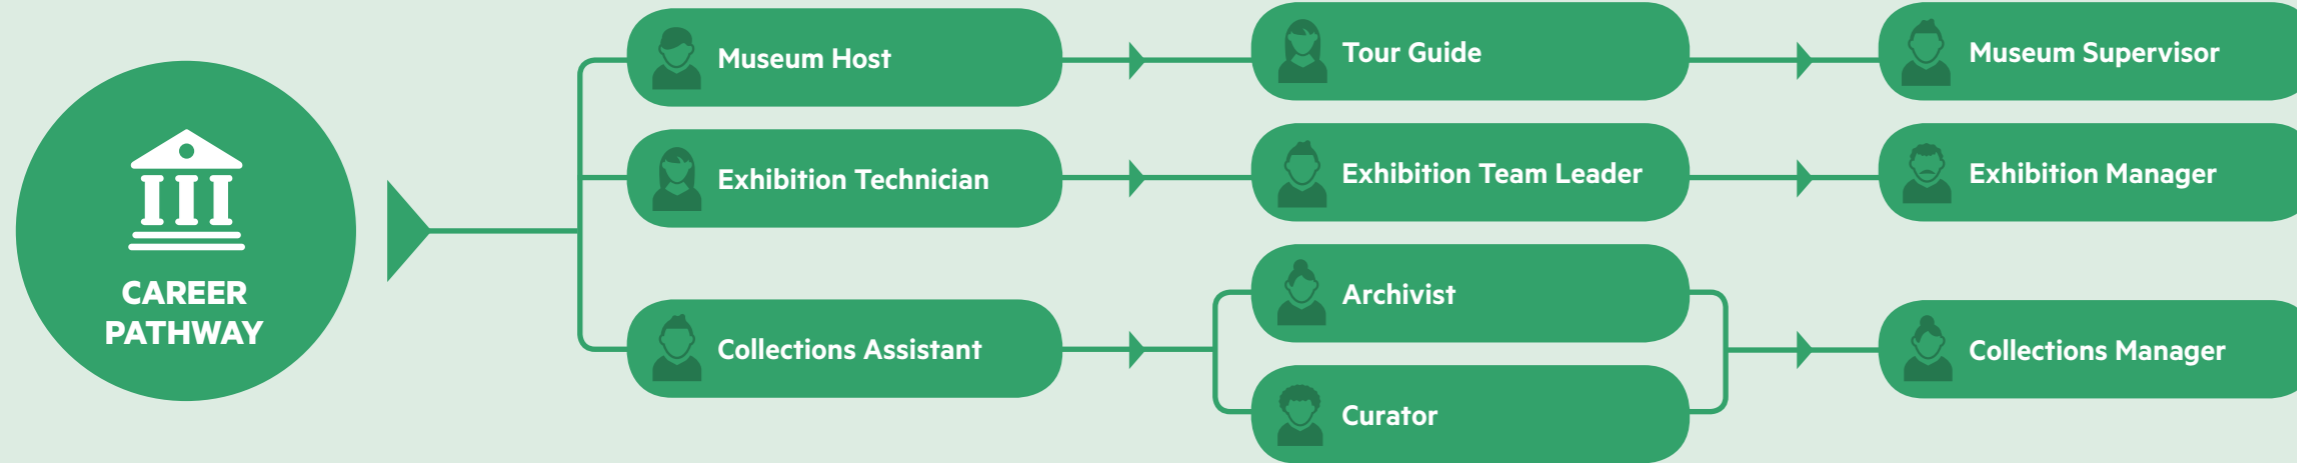 CAREER
PATHWAY
Museum Host
Tour Guide
Museum Supervisor
Exhibition Technician
Exhibition Team Leader
Exhibition Manager
Collections Assistant
Archivist
Curator
Collections Manager